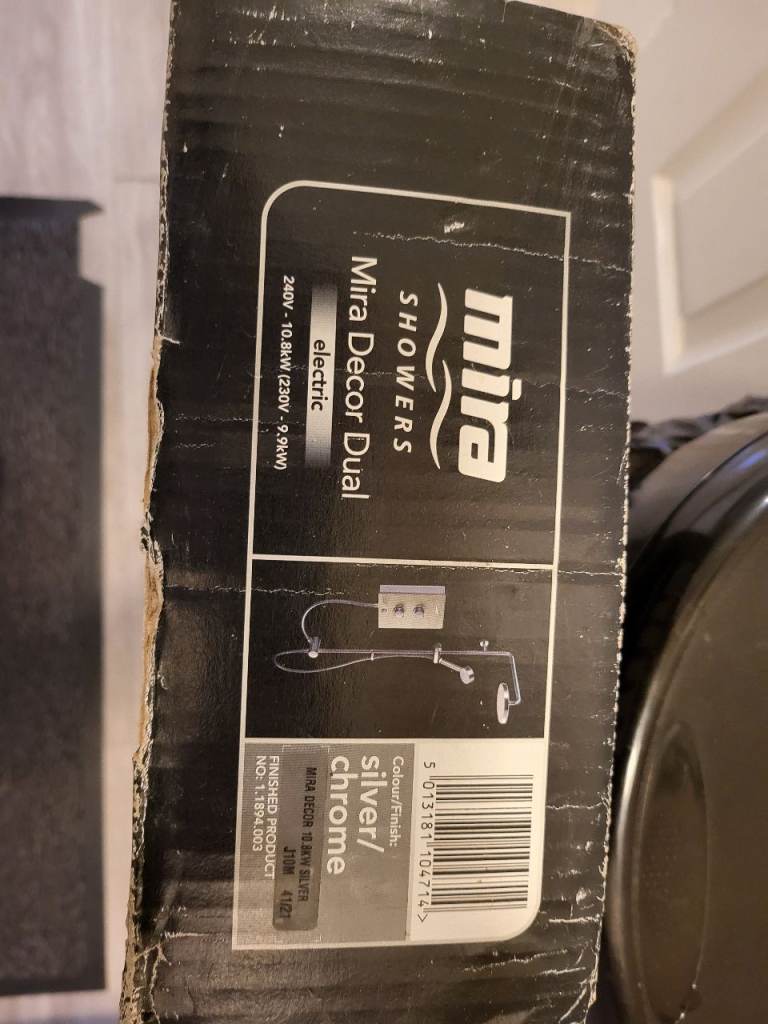 mira
SHOWERS
Mira Decor Dual
electric
240V - 10.8kW (230V - 9.9kW)
5 013181 104714 >
Colour/Finish:
silver/
chrome
MIRA DECOR 10.8KW SILVER
J10M 41/21
FINISHED PRODUCT
NO: 1.1894.003